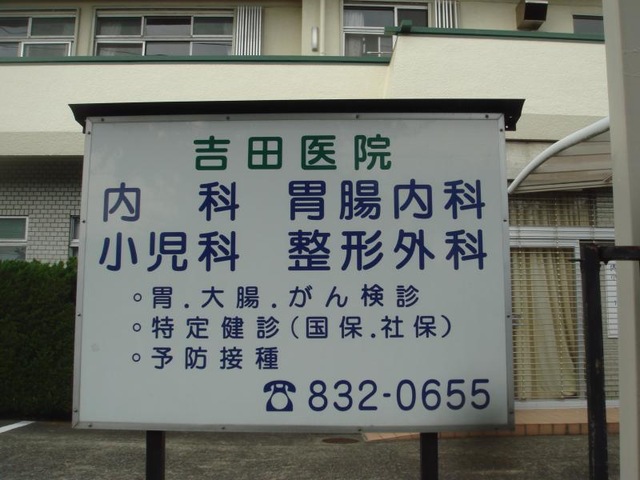 吉田医院
内科 胃腸内科
小児科 整形外科
◦胃.大腸.がん検診
◦特定健診(国保.社保)
◦予防接種
☎832-0655